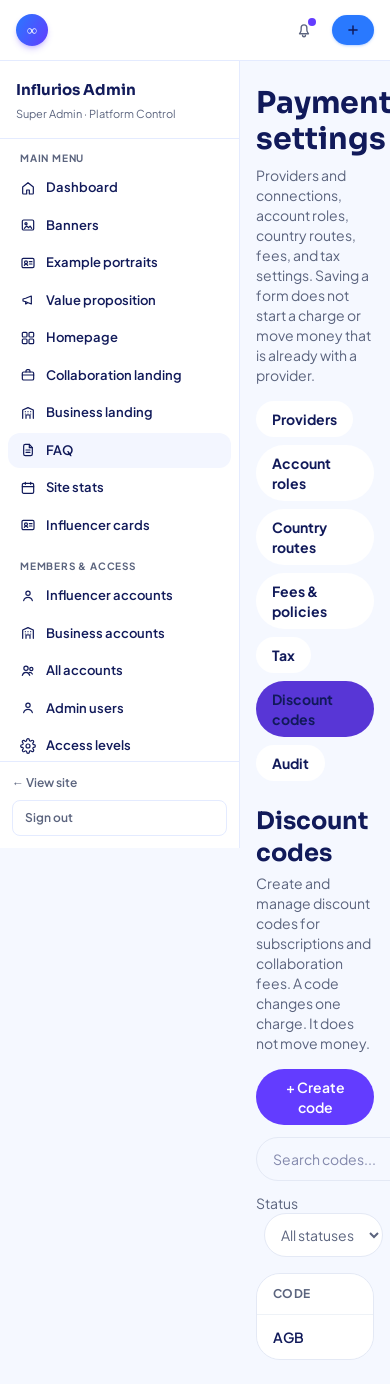 ∞
+
Influrios Admin
Super Admin · Platform Control
MAIN MENU
Dashboard
Banners
Example portraits
Value proposition
Homepage
Collaboration landing
Business landing
FAQ
Site stats
Influencer cards
MEMBERS & ACCESS
Influencer accounts
Business accounts
All accounts
Admin users
Access levels
← View site
Sign out
Payment
settings
Providers and
connections,
account roles,
country routes,
fees, and tax
settings. Saving a
form does not
start a charge or
move money that
is already with a
provider.
Providers
Account
roles
Country
routes
Fees &
policies
Tax
Discount
codes
Audit
Discount
codes
Create and
manage discount
codes for
subscriptions and
collaboration
fees. A code
changes one
charge. It does
not move money.
+ Create
code
Search codes...
Status
All statuses
CODE
AGB